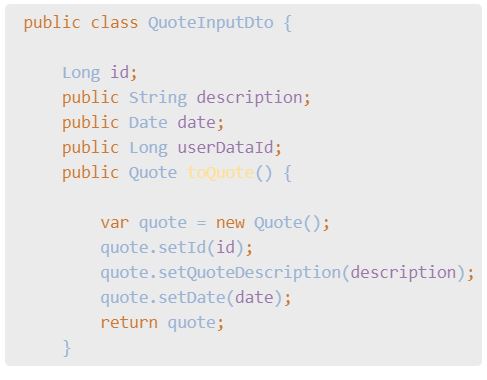 public class QuoteInputDto {
Long id;
public String description;
public Date date;
public Long userDataId;
public Quote toQuote() {
var quote = new Quote();
quote.setId(id);
quote.setQuoteDescription(description);
quote.setDate(date);
return quote;
}